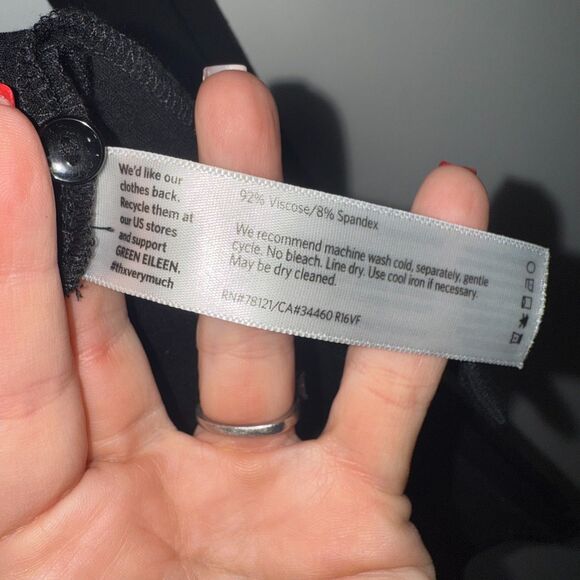 We'd like our
clothes back.
Recycle them at
our US stores
and support
GREEN EILEEN.
#thxverymuch
92% Viscose/8% Spandex
We recommend machine wash cold, separately, gentle
cycle. No bleach. Line dry. Use cool iron if necessary.
May be dry cleaned.
RN#78121/CA#34460 R16VF